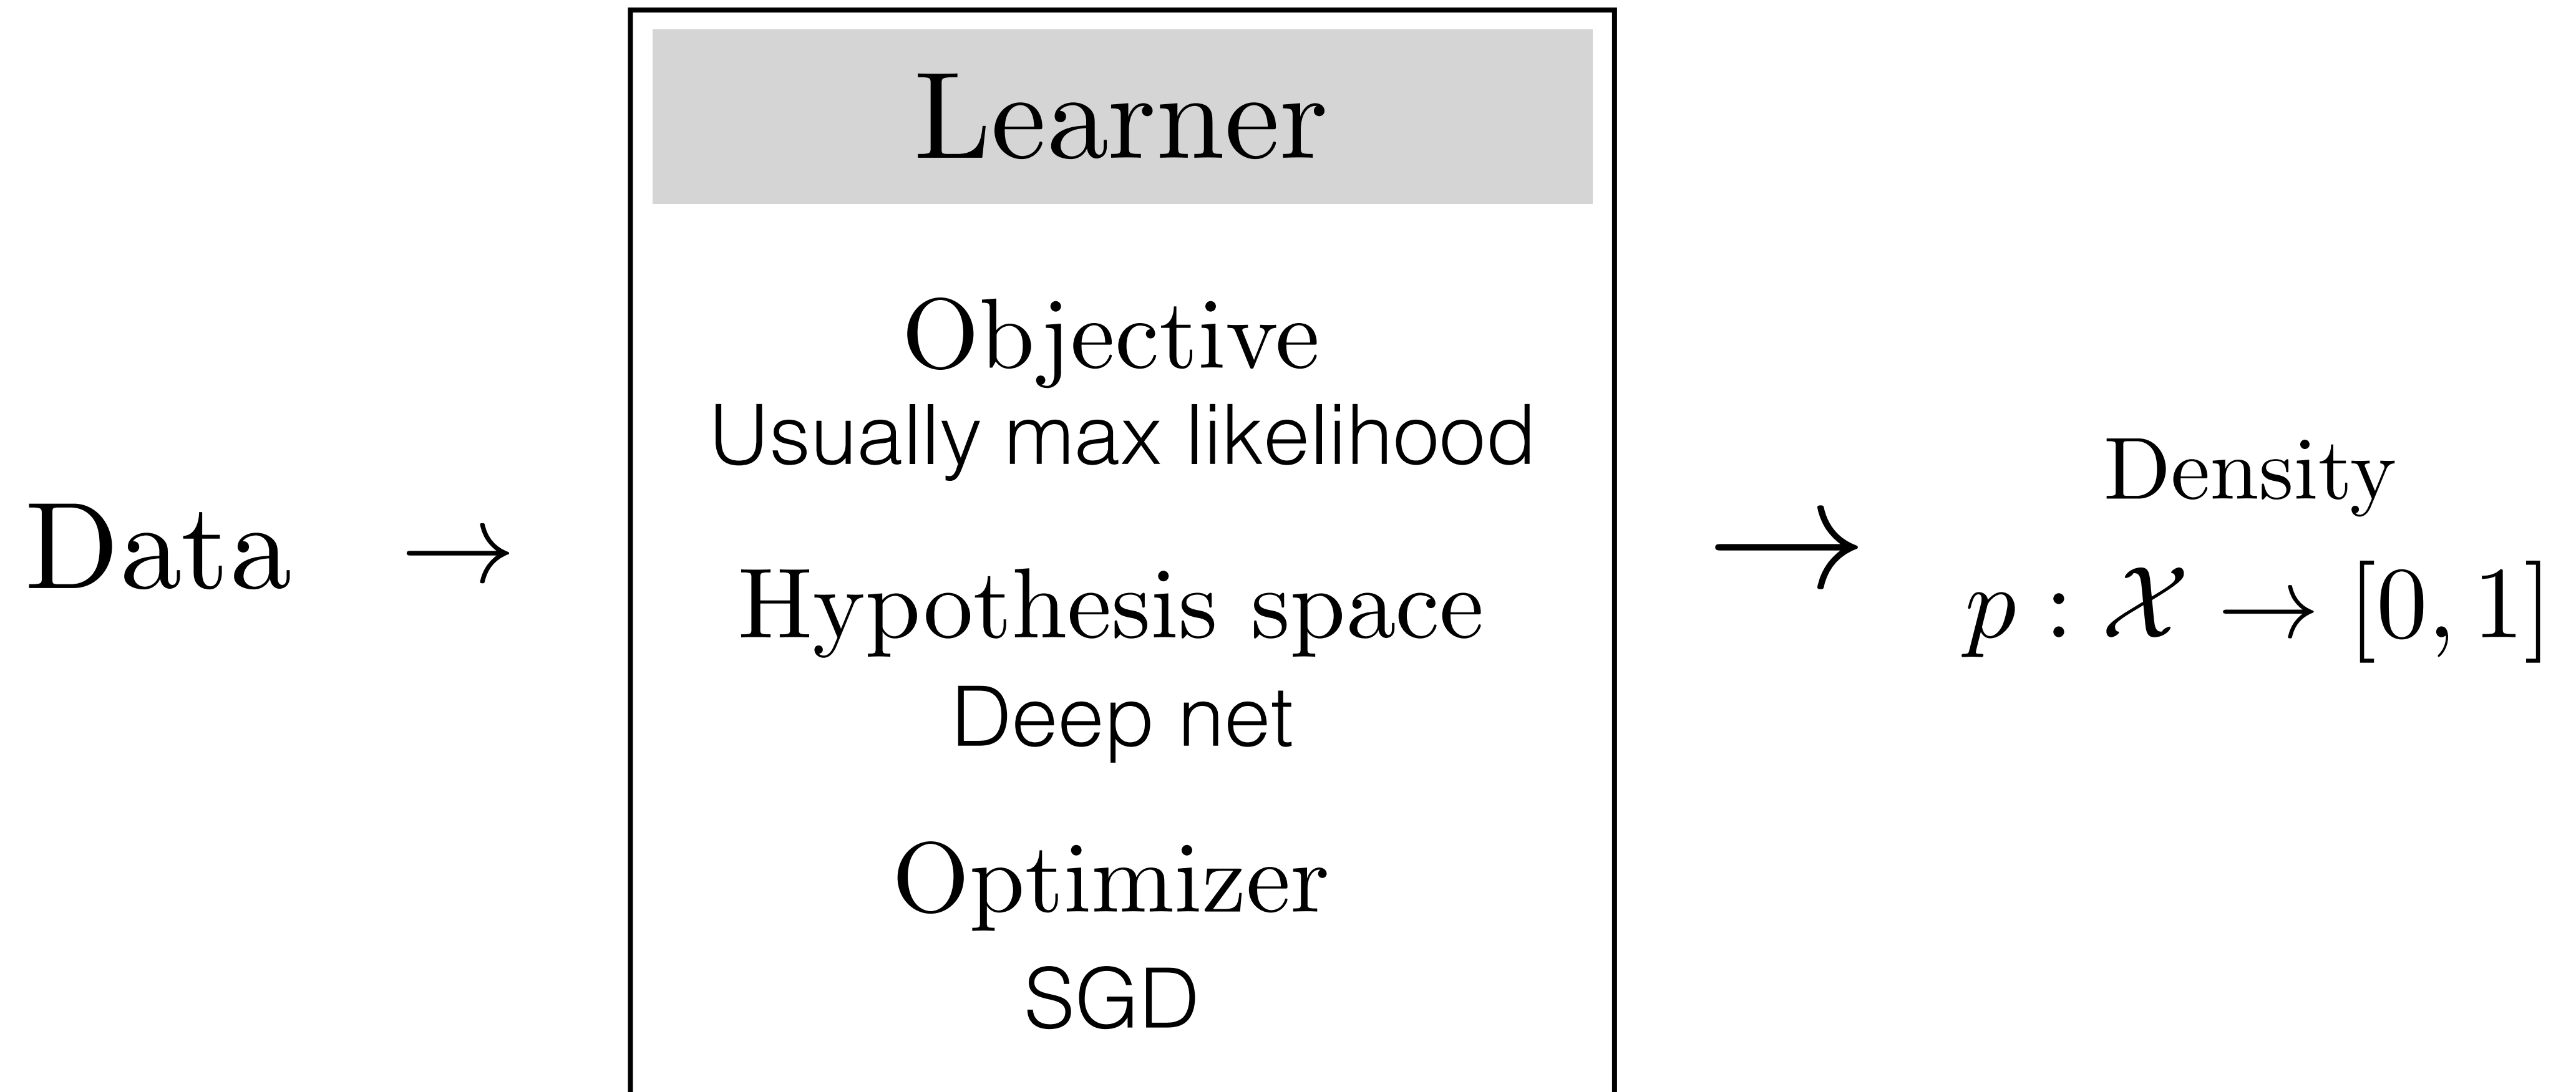 Learner
Objective
Usually max likelihood
Hypothesis space
Deep net
Optimizer
SGD
Data →
→
Density
p : 𝒳 → [0, 1]